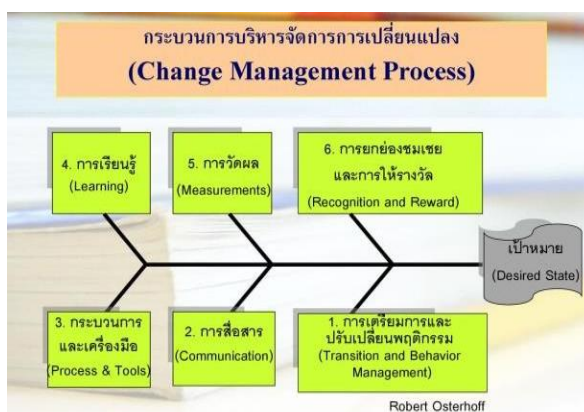 กระบวนการบริหารจัดการการเปลี่ยนแปลง
(Change Management Process)
4. การเรียนรู้
(Learning)
5. การวัดผล
(Measurements)
6. การยกย่องชมเชย
และการให้รางวัล
(Recognition and Reward)
เป้าหมาย
(Desired State)
3. กระบวนการ
และเครื่องมือ
(Process & Tools)
2. การสื่อสาร
(Communication)
1. การเตรียมการและ
ปรับเปลี่ยนพฤติกรรม
(Transition and Behavior
Management)
Robert Osterhoff